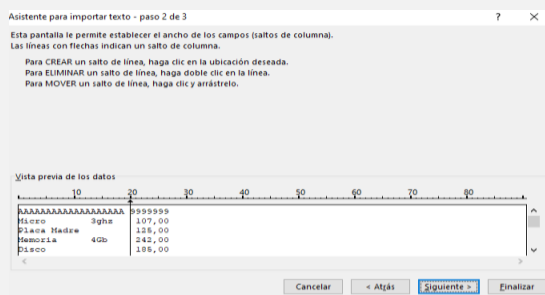 Asistente para importar texto - paso 2 de 3 ? ×
Esta pantalla le permite establecer el ancho de los campos (saltos de columna).
Las líneas con flechas indican un salto de columna.
Para CREAR un salto de línea, haga clic en la ubicación deseada.
Para ELIMINAR un salto de línea, haga doble clic en la línea.
Para MOVER un salto de línea, haga clic y arrástrelo.
Vista previa de los datos
10 20 30 40 50 60 70 80
AAAAAAAAAAAAAAAAAAA 9999999
Micro 3ghz 107,00
Placa Madre 125,00
Memoria 4Gb 242,00
Disco 185,00
Cancelar < Atrás Siguiente > Finalizar